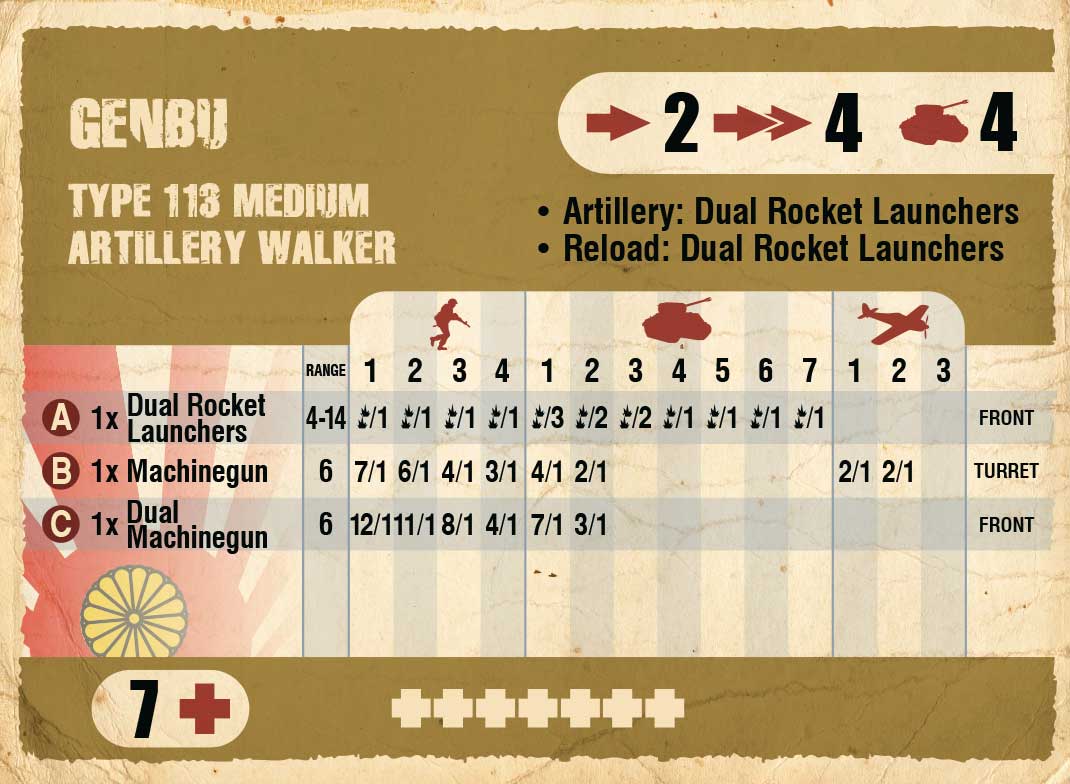 GENBU
2 4 4
TYPE 113 MEDIUM
ARTILLERY WALKER
• Artillery: Dual Rocket Launchers
• Reload: Dual Rocket Launchers
RANGE 1 2 3 4 1 2 3 4 5 6 7 1 2 3
A 1x Dual Rocket
Launchers 4-14 /1 /1 /1 /1 /3 /2 /2 /1 /1 /1 /1 FRONT
B 1x Machinegun 6 7/1 6/1 4/1 3/1 4/1 2/1 2/1 2/1 TURRET
C 1x Dual
Machinegun 6 12/1 11/1 8/1 4/1 7/1 3/1 FRONT
7